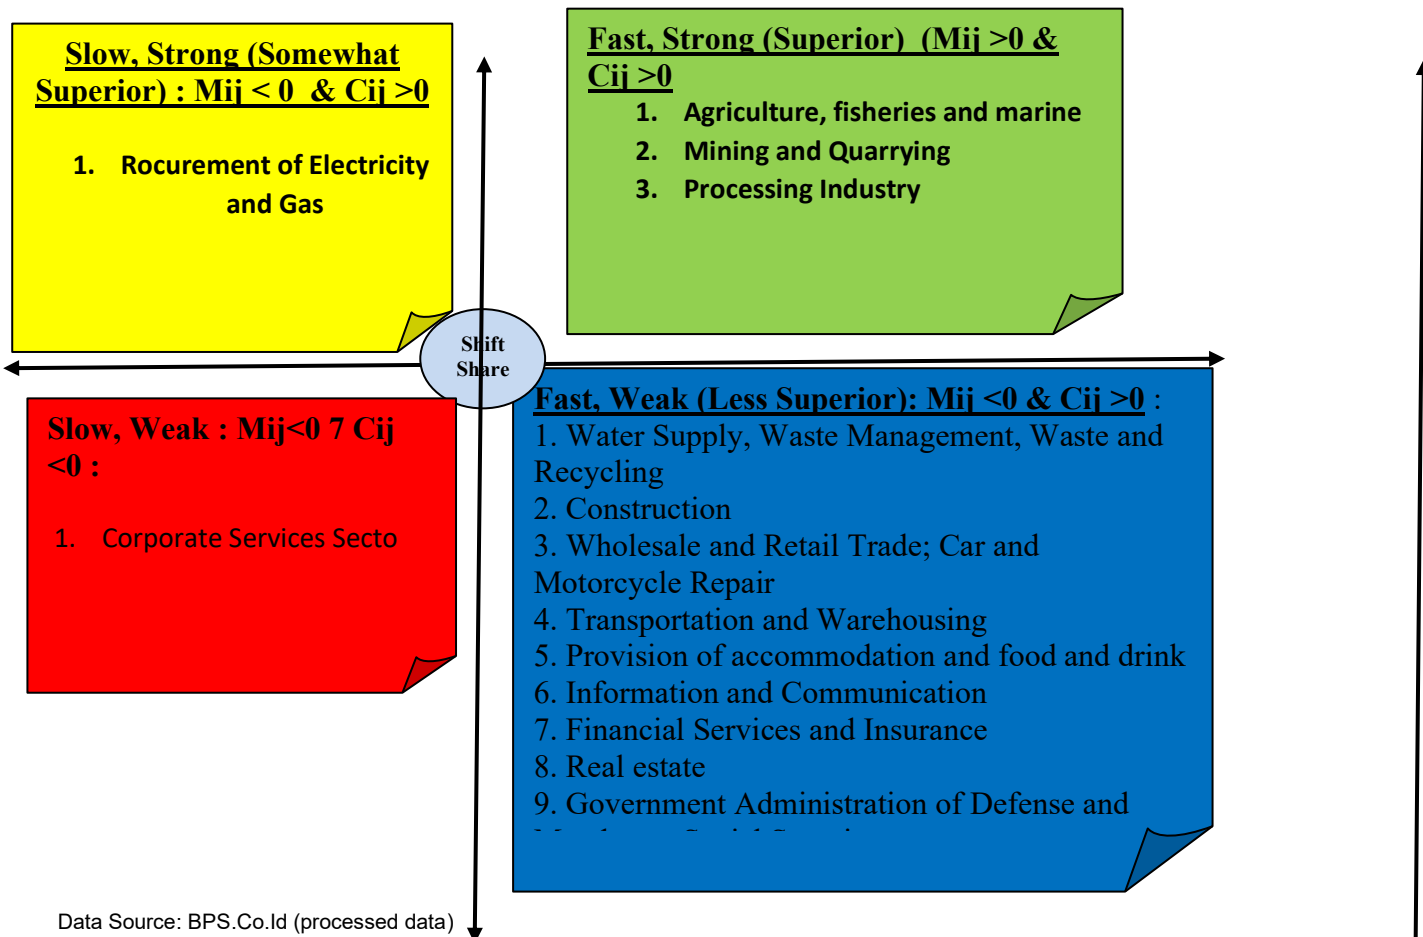 Slow, Strong (Somewhat
Superior) : Mij < 0 & Cij >0
1. Rocurement of Electricity
and Gas
Fast, Strong (Superior) (Mij >0 &
Cij >0
1. Agriculture, fisheries and marine
2. Mining and Quarrying
3. Processing Industry
Shift
Share
Slow, Weak : Mij<0 7 Cij
<0 :
1. Corporate Services Secto
Fast, Weak (Less Superior): Mij <0 & Cij >0 :
1. Water Supply, Waste Management, Waste and
Recycling
2. Construction
3. Wholesale and Retail Trade; Car and
Motorcycle Repair
4. Transportation and Warehousing
5. Provision of accommodation and food and drink
6. Information and Communication
7. Financial Services and Insurance
8. Real estate
9. Government Administration of Defense and
Data Source: BPS.Co.Id (processed data)